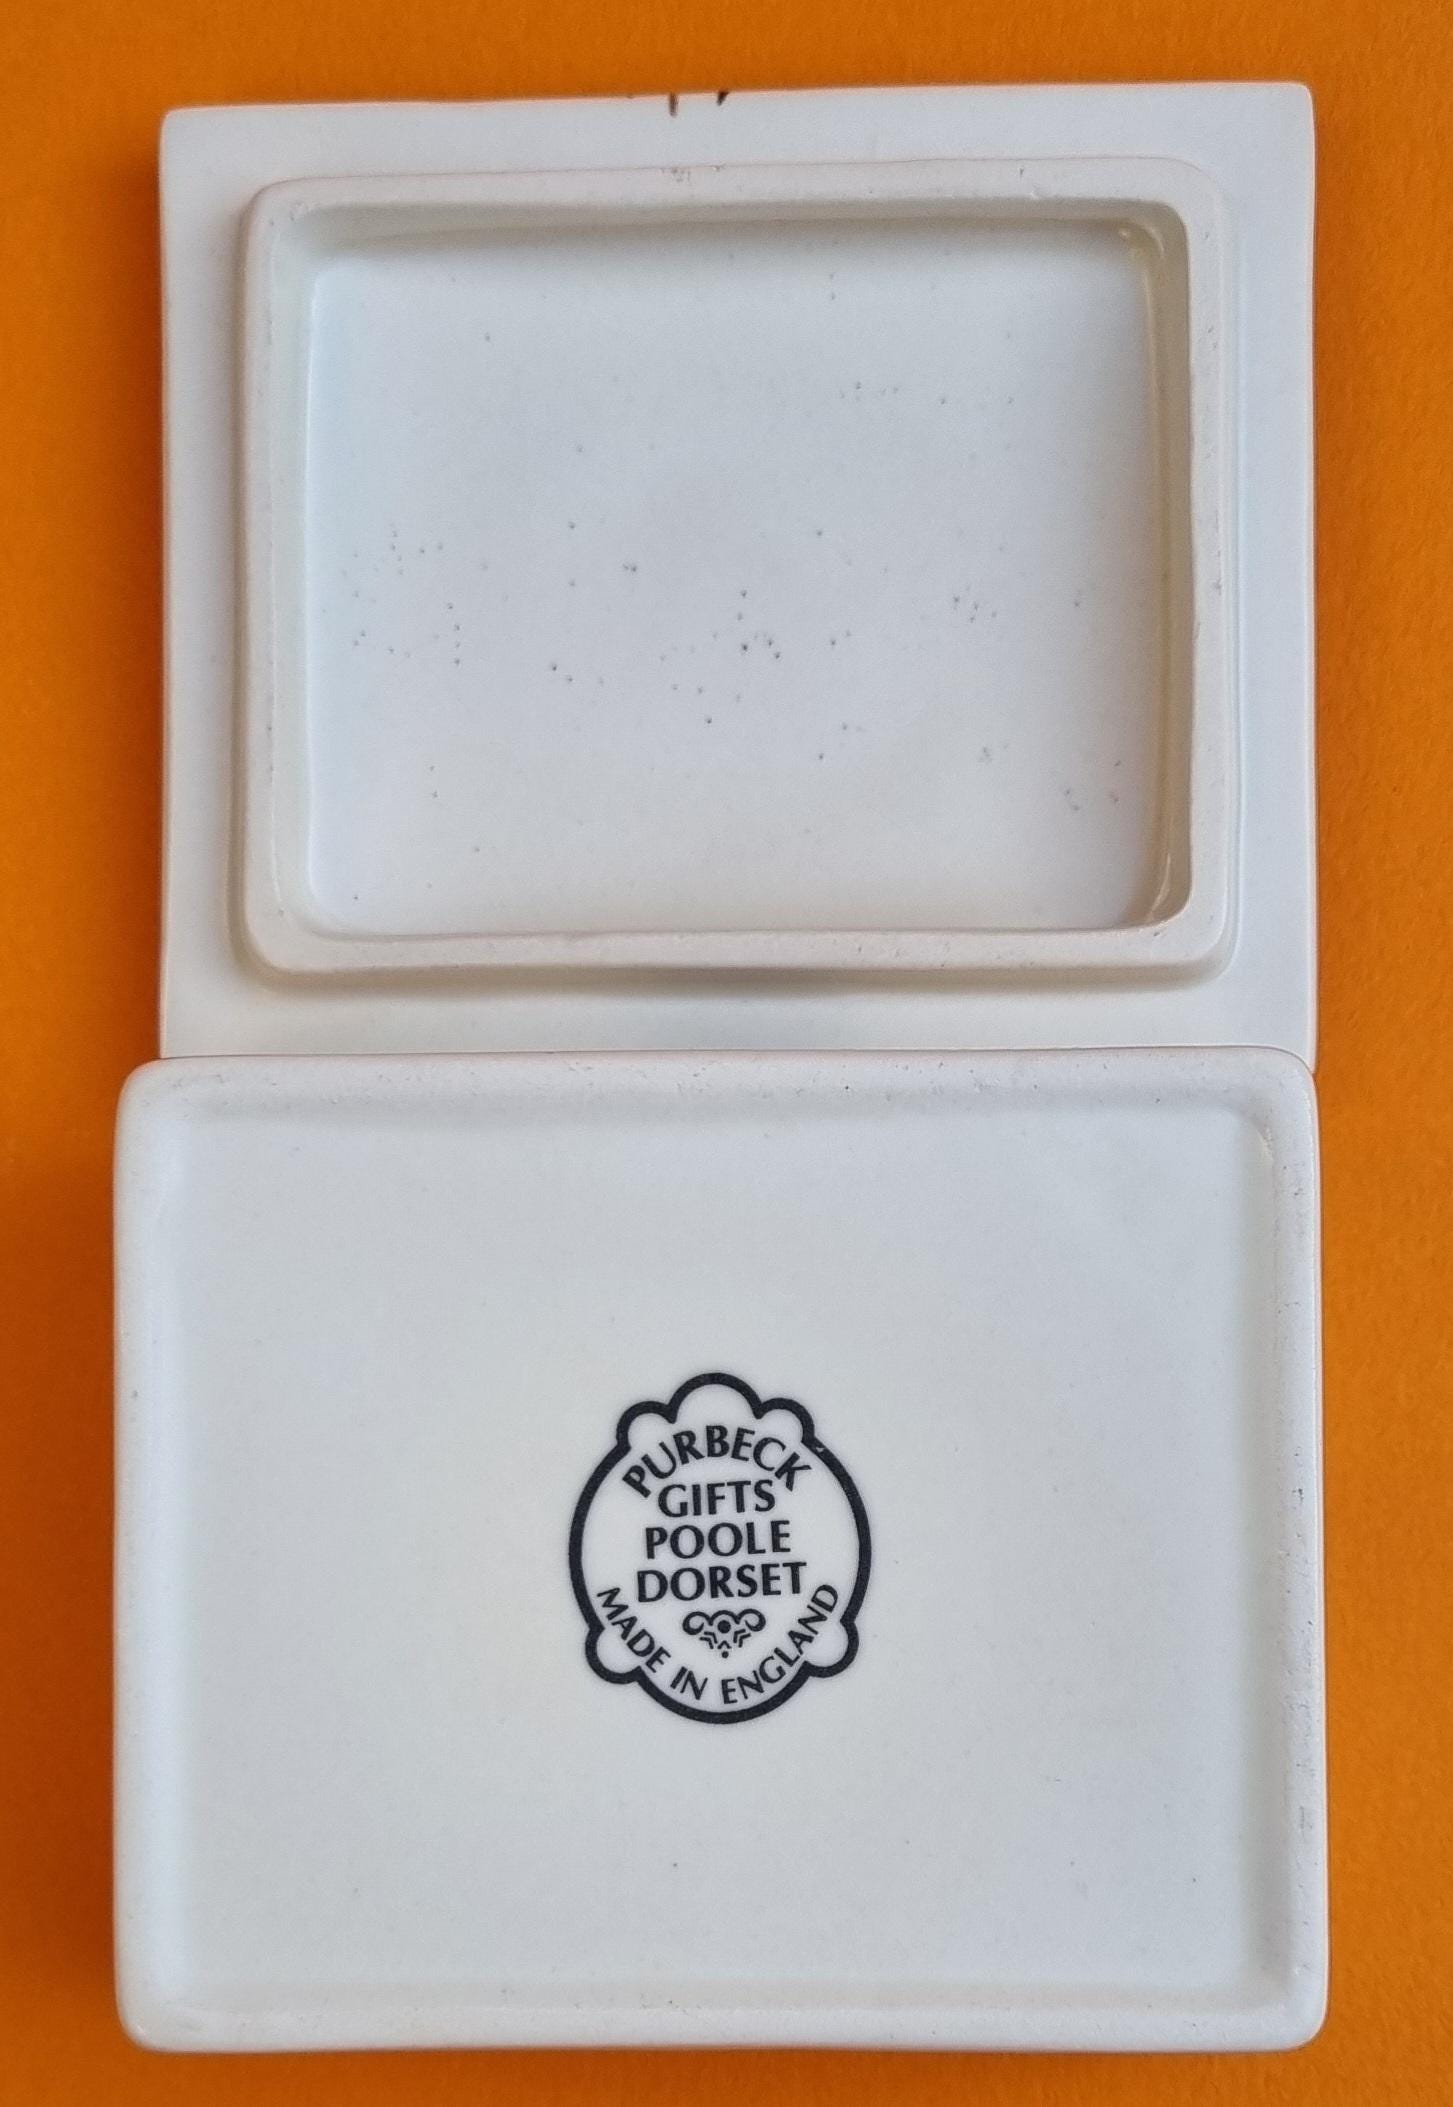 PURBECK
GIFTS
POOLE
DORSET
MADE IN ENGLAND